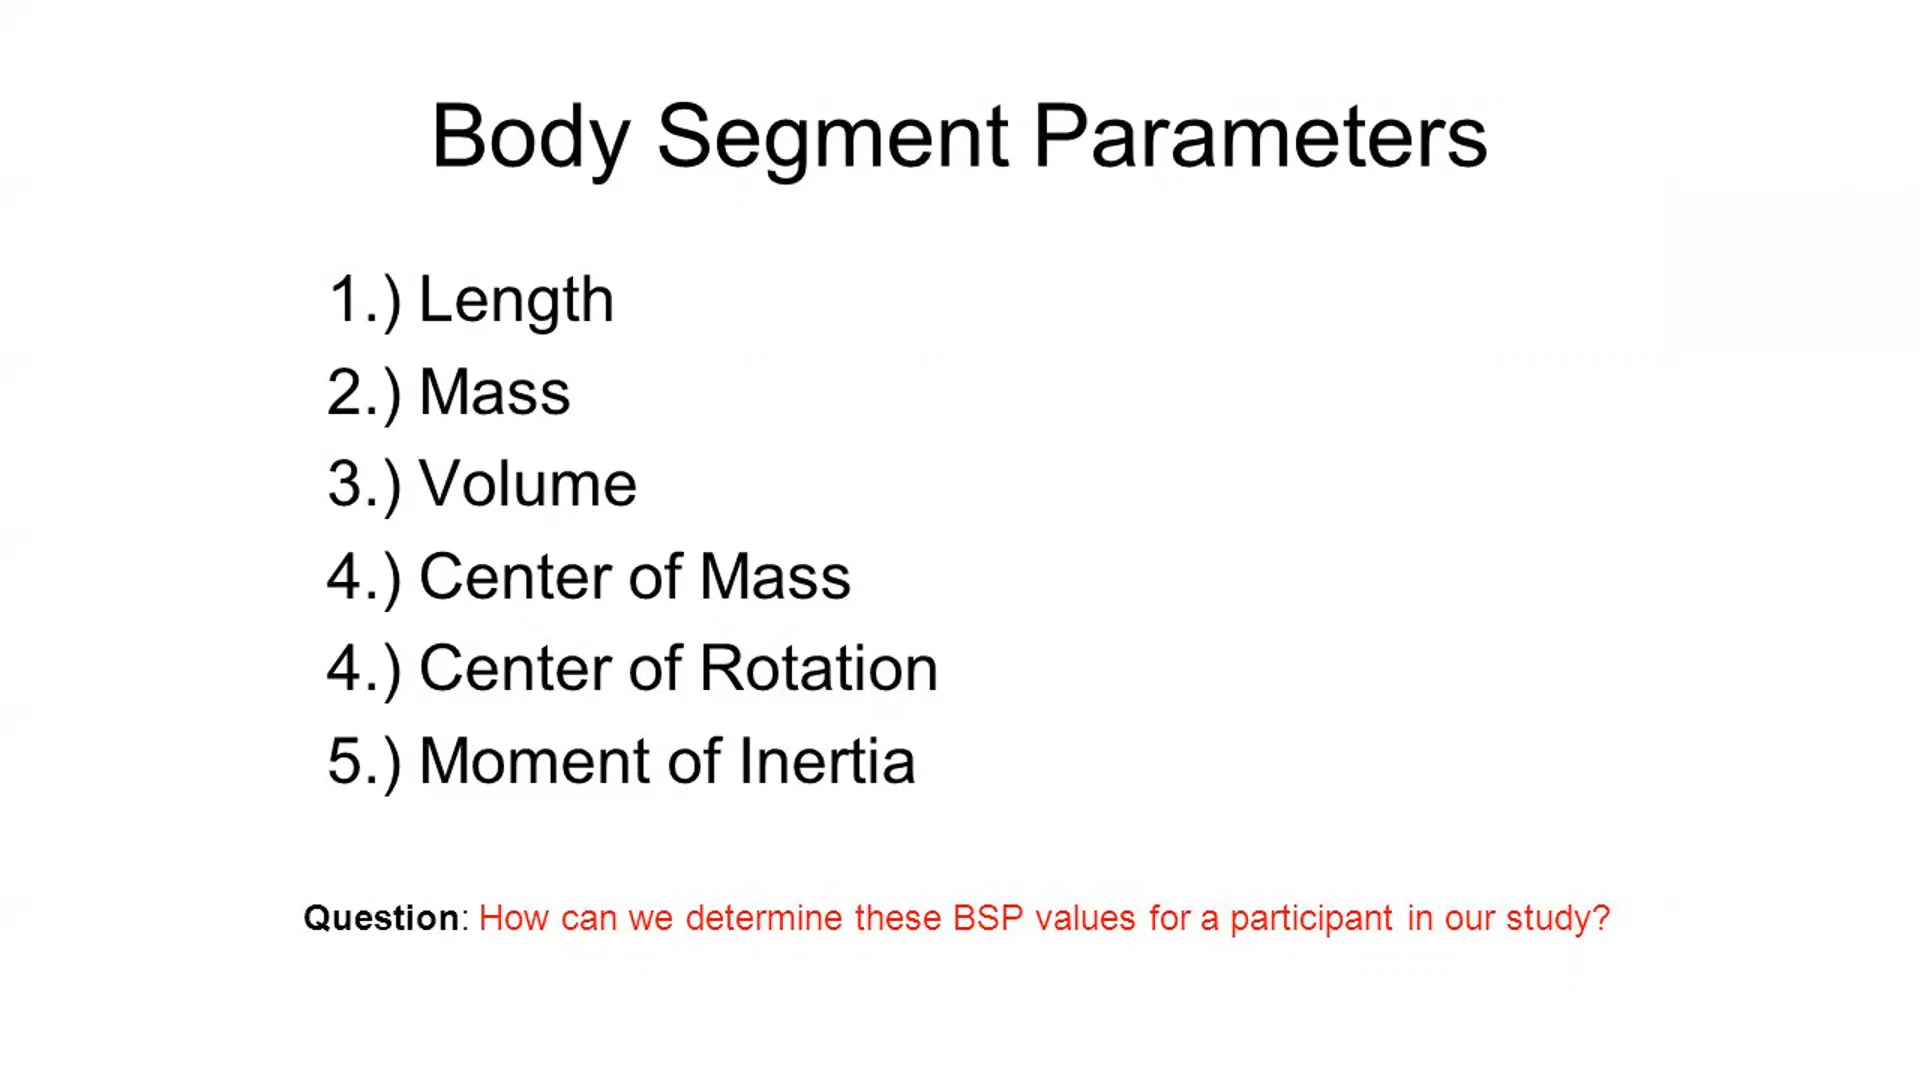 Body Segment Parameters
1.) Length
2.) Mass
3.) Volume
4.) Center of Mass
4.) Center of Rotation
5.) Moment of Inertia
Question: How can we determine these BSP values for a participant in our study?